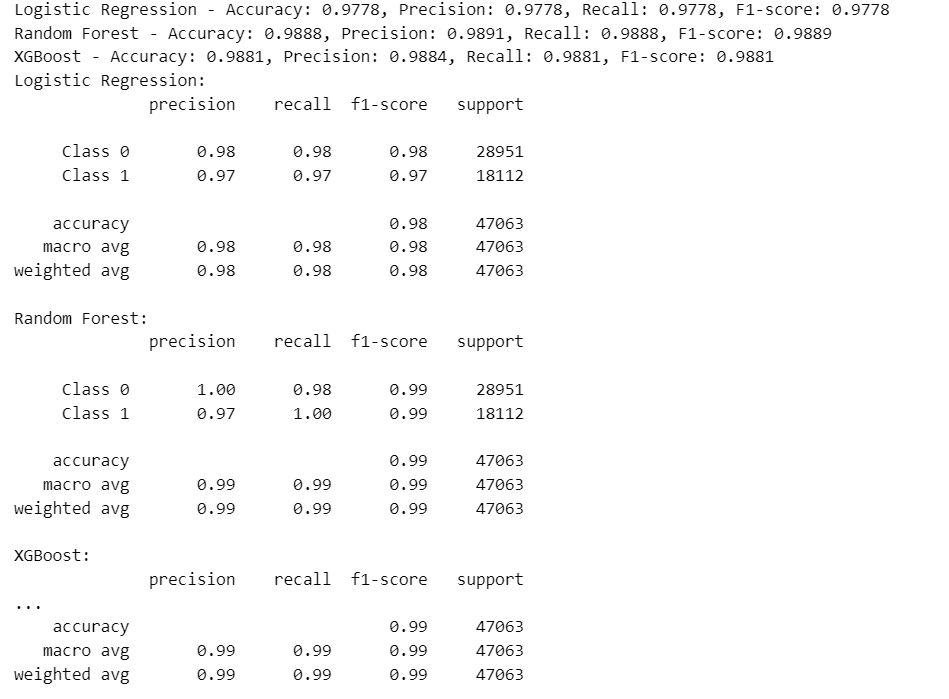 Logistic Regression - Accuracy: 0.9778, Precision: 0.9778, Recall: 0.9778, F1-score: 0.9778
Random Forest - Accuracy: 0.9888, Precision: 0.9891, Recall: 0.9888, F1-score: 0.9889
XGBoost - Accuracy: 0.9881, Precision: 0.9884, Recall: 0.9881, F1-score: 0.9881
Logistic Regression:
precision recall f1-score support
Class 0 0.98 0.98 0.98 28951
Class 1 0.97 0.97 0.97 18112
accuracy 0.98 47063
macro avg 0.98 0.98 0.98 47063
weighted avg 0.98 0.98 0.98 47063
Random Forest:
precision recall f1-score support
Class 0 1.00 0.98 0.99 28951
Class 1 0.97 1.00 0.99 18112
accuracy 0.99 47063
macro avg 0.99 0.99 0.99 47063
weighted avg 0.99 0.99 0.99 47063
XGBoost:
precision recall f1-score support
...
accuracy 0.99 47063
macro avg 0.99 0.99 0.99 47063
weighted avg 0.99 0.99 0.99 47063